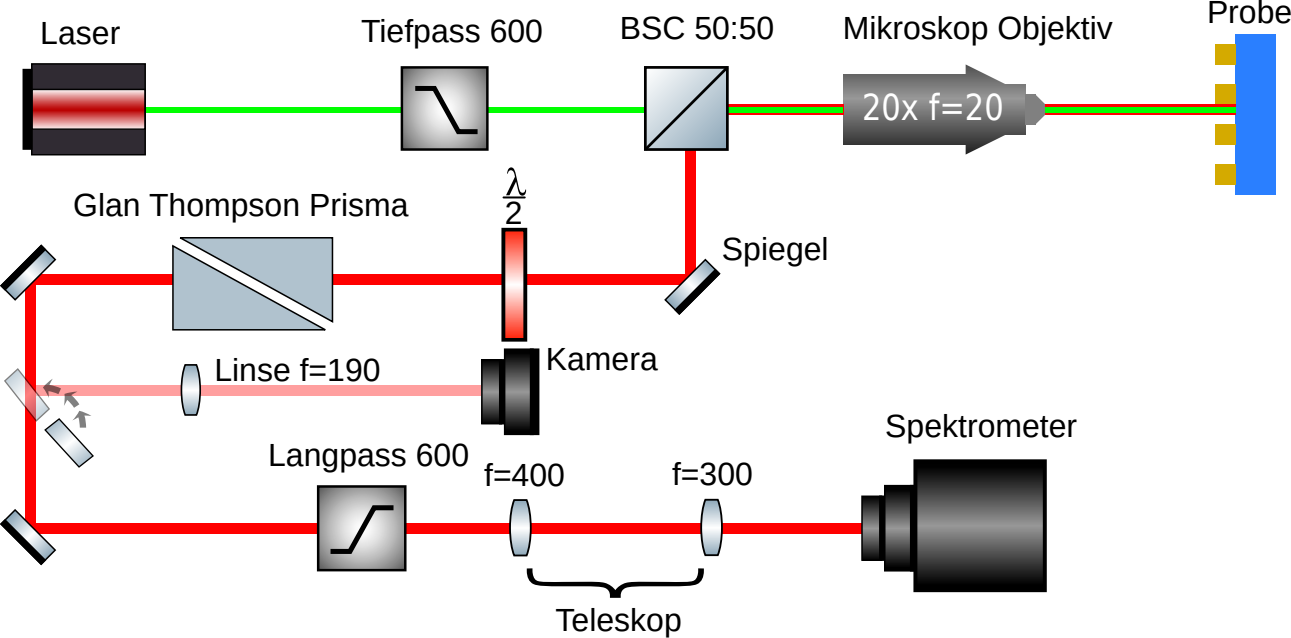 Laser
Tiefpass 600
BSC 50:50
Mikroskop Objektiv
Probe
20x f=20
Glan Thompson Prisma
λ
2
Spiegel
Linse f=190
Kamera
Langpass 600
f=400
f=300
Spektrometer
Teleskop